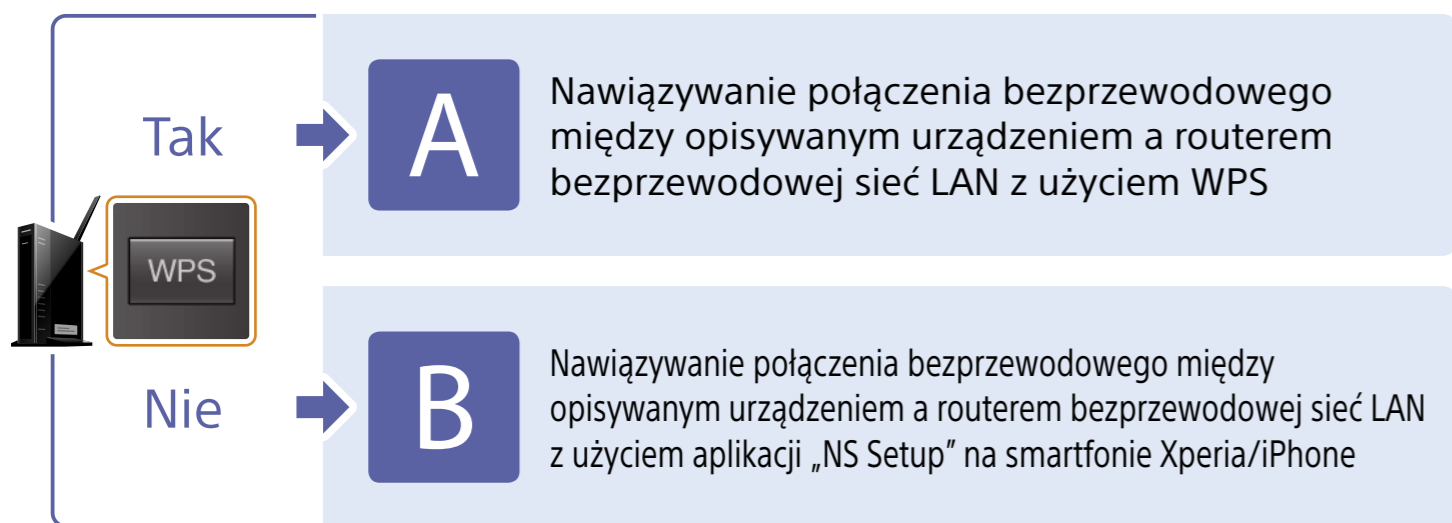 Tak
A
Nawiązywanie połączenia bezprzewodowego
między opisywanym urządzeniem a routerem
bezprzewodowej sieć LAN z użyciem WPS
WPS
Nie
B
Nawiązywanie połączenia bezprzewodowego między
opisywanym urządzeniem a routerem bezprzewodowej sieć LAN
z użyciem aplikacji „NS Setup” na smartfonie Xperia/iPhone